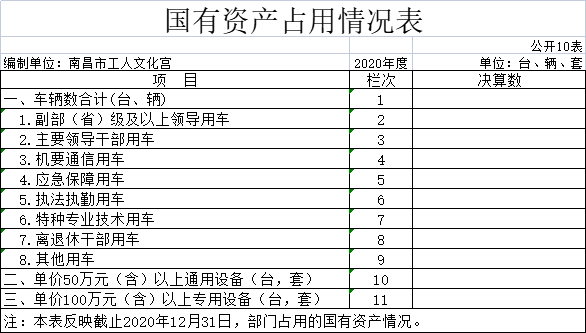 国有资产占用情况表
公开10表
编制单位：南昌市工人文化宫 2020年度 单位：台、辆、套
项 目 栏次 决算数
一、车辆数合计(台、辆) 1
1.副部（省）级及以上领导用车 2
2.主要领导干部用车 3
3.机要通信用车 4
4.应急保障用车 5
5.执法执勤用车 6
6.特种专业技术用车 7
7.离退休干部用车 8
8.其他用车 9
二、单价50万元（含）以上通用设备（台，套） 10
三、单价100万元（含）以上专用设备（台，套） 11
注：本表反映截止2020年12月31日，部门占用的国有资产情况。